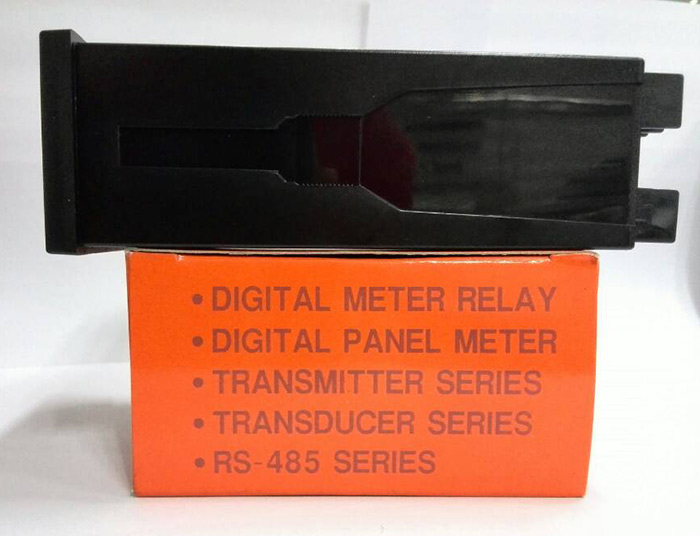 • DIGITAL METER RELAY
• DIGITAL PANEL METER
• TRANSMITTER SERIES
• TRANSDUCER SERIES
• RS-485 SERIES